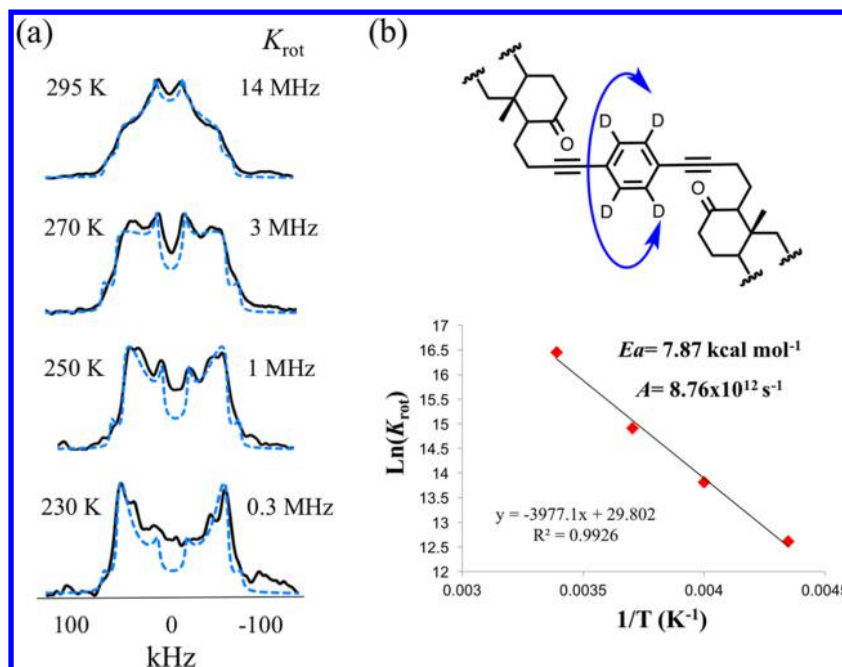 (a)
K_rot
295 K 14 MHz
270 K 3 MHz
250 K 1 MHz
230 K 0.3 MHz
100 0 -100
kHz
(b)
D D
O
D D
O
17
16.5
16
15.5
15
14.5
14
13.5
13
12.5
12
Ln(K_rot)
Ea= 7.87 kcal mol⁻¹
A= 8.76x10¹² s⁻¹
y = -3977.1x + 29.802
R² = 0.9926
0.003 0.0035 0.004 0.0045
1/T (K⁻¹)